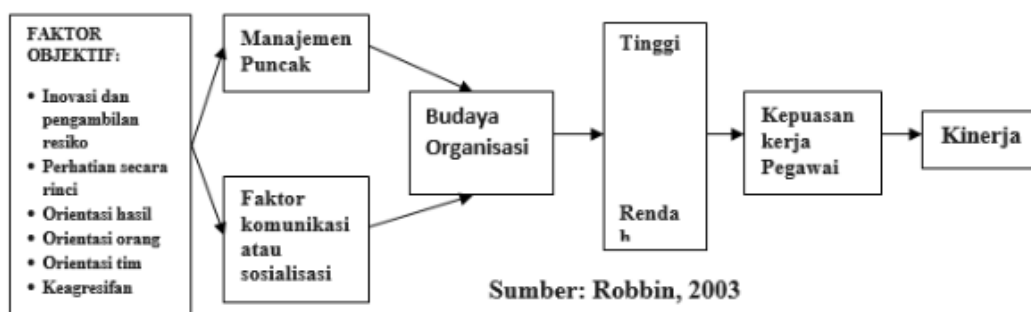 FAKTOR
OBJEKTIF:
• Inovasi dan
pengambilan
resiko
• Perhatian secara
rinci
• Orientasi hasil
• Orientasi orang
• Orientasi tim
• Keagresifan
Manajemen
Puncak
Faktor
komunikasi
atau
sosialisasi
Budaya
Organisasi
Tinggi
Renda
h
Kepuasan
kerja
Pegawai
Kinerja
Sumber: Robbin, 2003